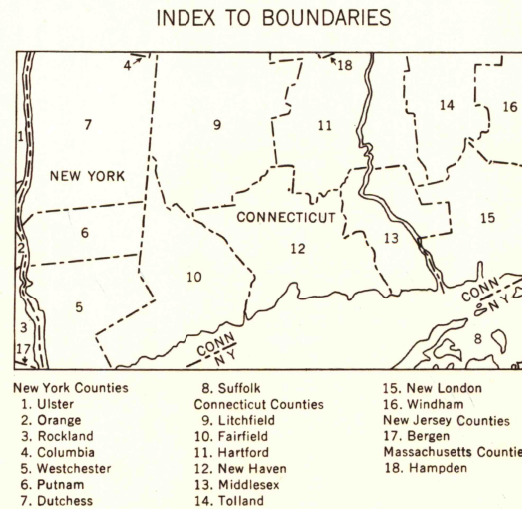 INDEX TO BOUNDARIES
4
18
1
7
9
11
14
16
NEW YORK
CONNECTICUT
6
2
12
13
15
10
5
3
17
CONN
NY
CONN
NY
8
New York Counties
1. Ulster
2. Orange
3. Rockland
4. Columbia
5. Westchester
6. Putnam
7. Dutchess
8. Suffolk
Connecticut Counties
9. Litchfield
10. Fairfield
11. Hartford
12. New Haven
13. Middlesex
14. Tolland
15. New London
16. Windham
New Jersey Counties
17. Bergen
Massachusetts Countie
18. Hampden